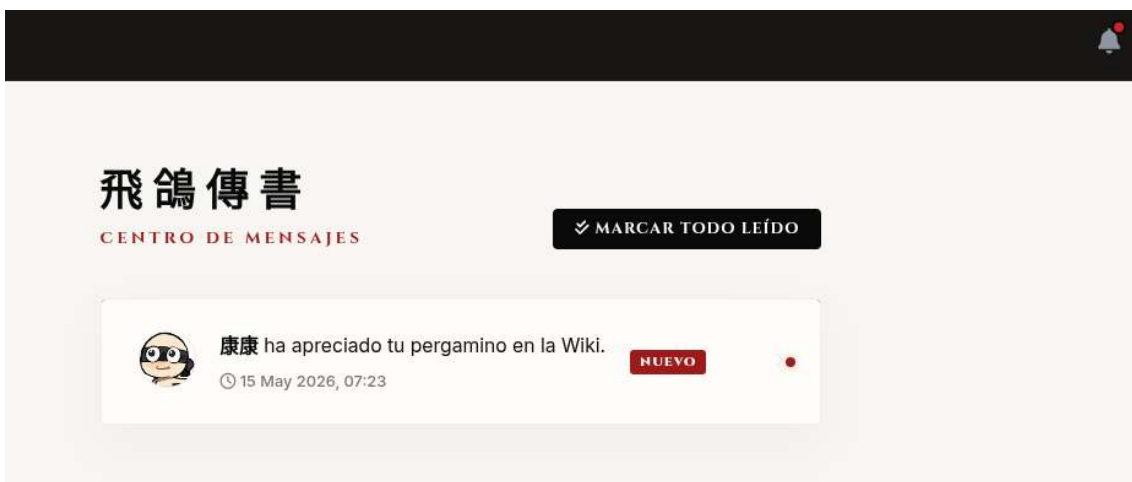 飛鴿傳書
CENTRO DE MENSAJES
MARCAR TODO LEÍDO
康康 ha apreciado tu pergamino en la Wiki.
NUEVO
15 May 2026, 07:23